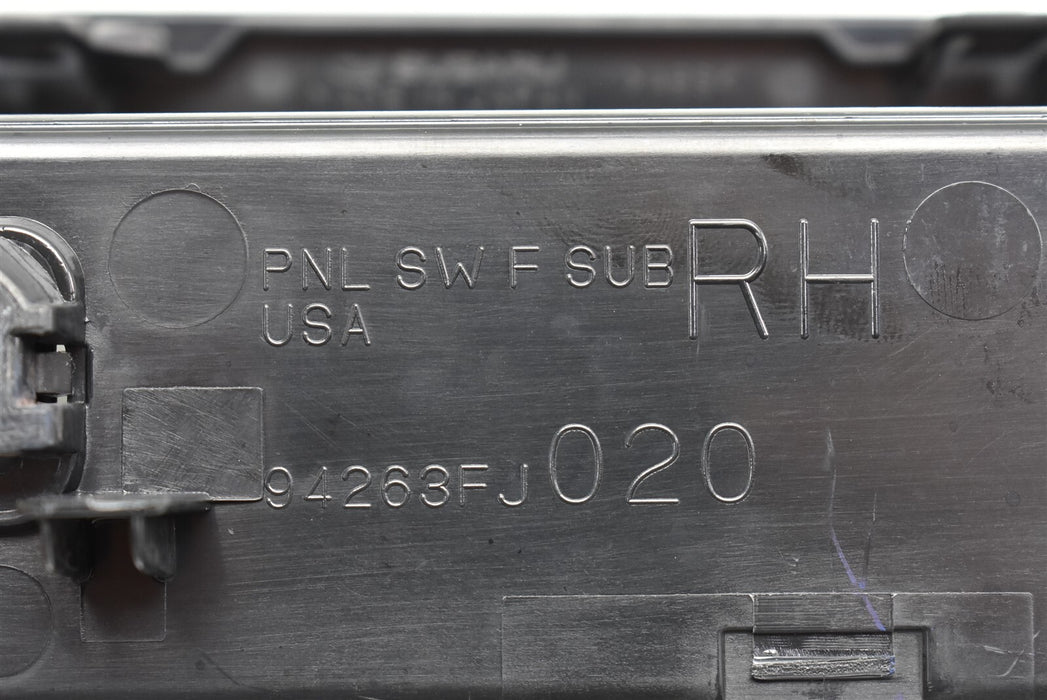 PNL SW F SUB RH
USA
94263FJ020